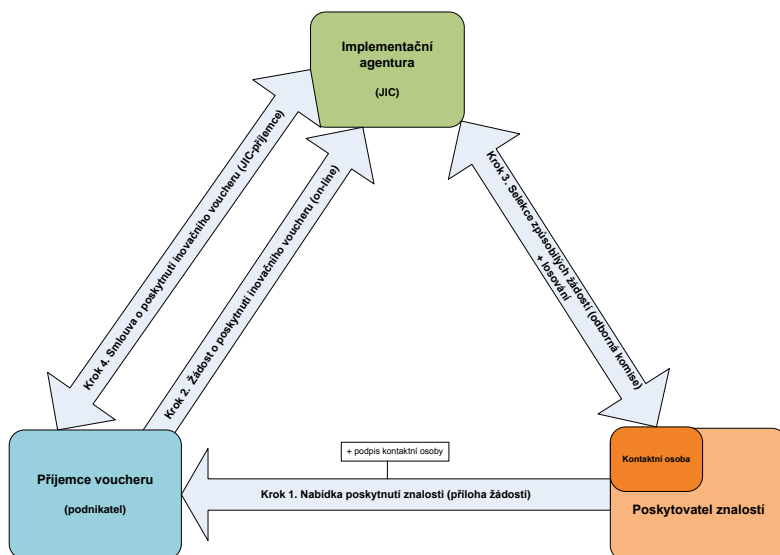 Implementační
agentura
(JIC)
Krok 4. Smlouva o poskytnutí inovačního voucheru (JIC-příjemce)
Krok 2. Žádost o poskytnutí inovačního voucheru (on-line)
Krok 3. Selekce způsobilých žádostí (odborná komise)
+ losování
+ podpis kontaktní osoby
Kontaktní osoba
Příjemce voucheru
(podnikatel)
Krok 1. Nabídka poskytnutí znalosti (příloha žádosti)
Poskytovatel znalostí